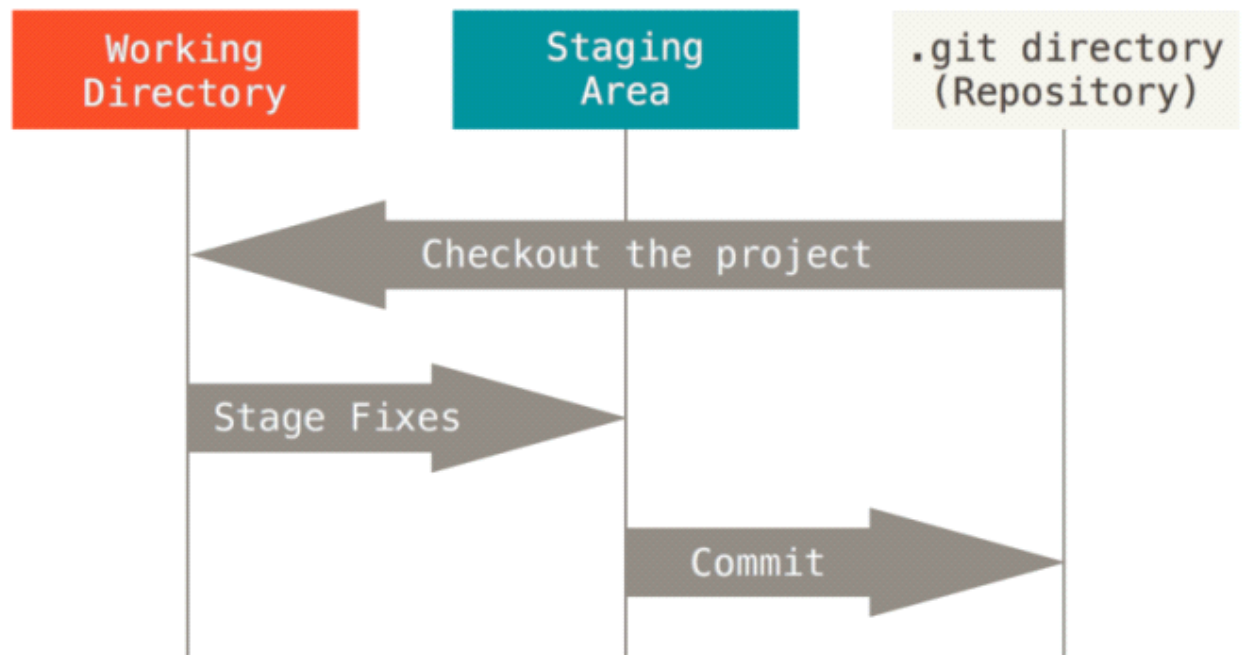 Working
Directory
Staging
Area
.git directory
(Repository)
Checkout the project
Stage Fixes
Commit